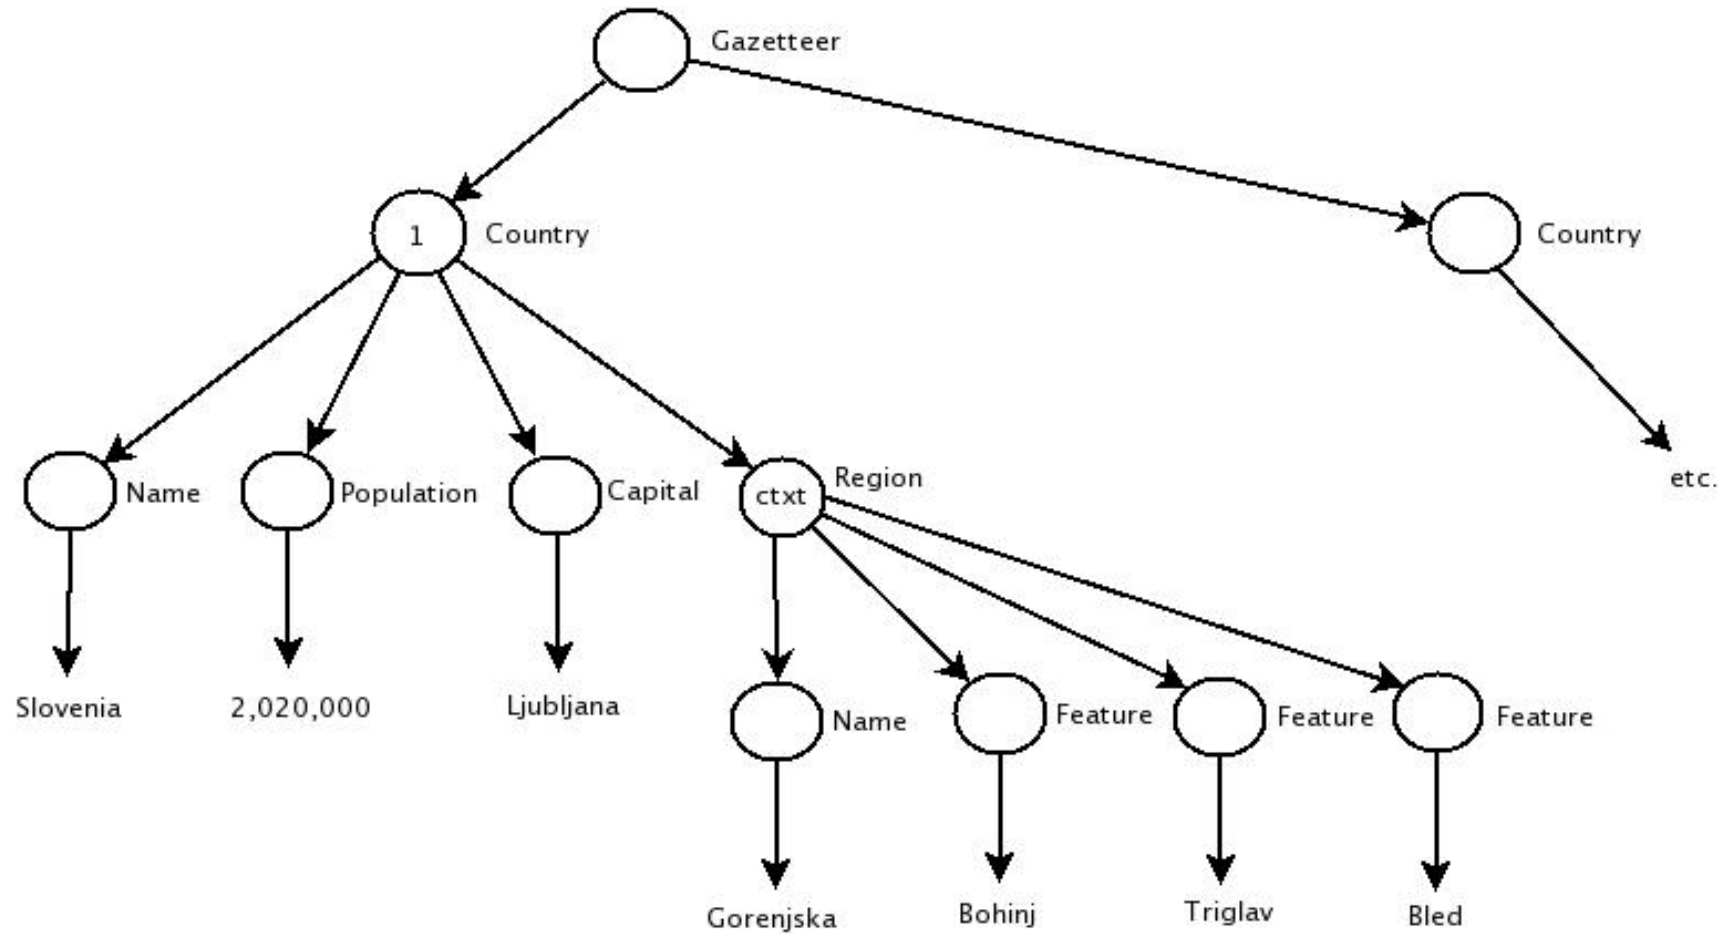 Gazetteer
1
Country
Country
Name
Population
Capital
ctxt
Region
etc.
Slovenia
2,020,000
Ljubljana
Name
Feature
Feature
Feature
Gorenjska
Bohinj
Triglav
Bled